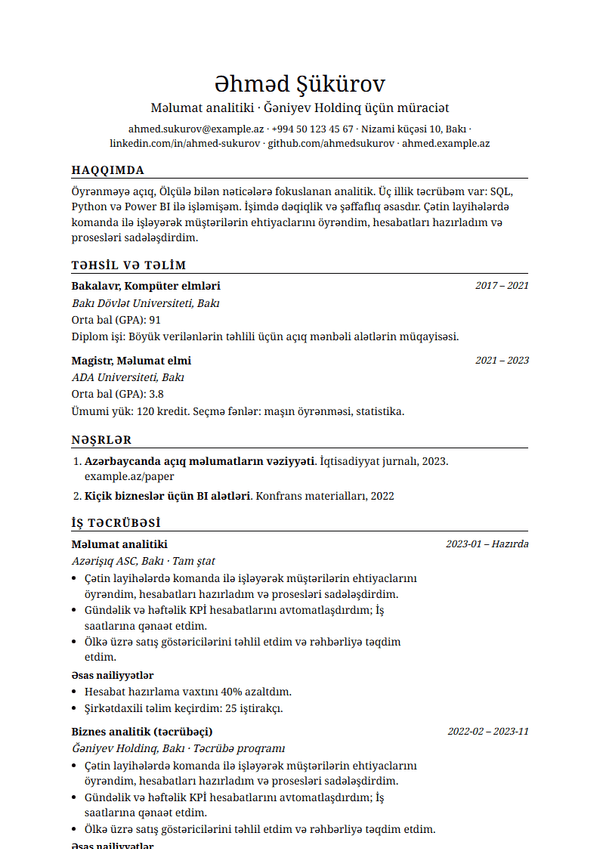 Əhməd Şükürov
Məlumat analitiki · Ğəniyev Holdinq üçün müraciət
ahmed.sukurov@example.az · +994 50 123 45 67 · Nizami küçəsi 10, Bakı ·
linkedin.com/in/ahmed-sukurov · github.com/ahmedsukurov · ahmed.example.az
HAQQIMDA
Öyrənməyə açıq, Ölçülə bilən nəticələrə fokuslanan analitik. Üç illik təcrübəm var: SQL,
Python və Power BI ilə işləmişəm. İşimdə dəqiqlik və şəffaflıq əsasdır. Çətin layihələrdə
komanda ilə işləyərək müştərilərin ehtiyaclarını öyrəndim, hesabatları hazırladım və
prosesləri sadələşdirdim.
TƏHSİL VƏ TƏLİM
Bakalavr, Kompüter elmləri 2017 – 2021
Bakı Dövlət Universiteti, Bakı
Orta bal (GPA): 91
Diplom işi: Böyük verilənlərin təhlili üçün açıq mənbəli alətlərin müqayisəsi.
Magistr, Məlumat elmi 2021 – 2023
ADA Universiteti, Bakı
Orta bal (GPA): 3.8
Ümumi yük: 120 kredit. Seçmə fənlər: maşın öyrənməsi, statistika.
NƏŞRLƏR
1. Azərbaycanda açıq məlumatların vəziyyəti. İqtisadiyyat jurnalı, 2023.
example.az/paper
2. Kiçik bizneslər üçün BI alətləri. Konfrans materialları, 2022
İŞ TƏCRÜBƏSİ
Məlumat analitiki 2023-01 – Hazırda
Azərişıq ASC, Bakı · Tam ştat
• Çətin layihələrdə komanda ilə işləyərək müştərilərin ehtiyaclarını
öyrəndim, hesabatları hazırladım və prosesləri sadələşdirdim.
• Gündəlik və həftəlik KPİ hesabatlarını avtomatlaşdırdım; İş
saatlarına qənaət etdim.
• Ölkə üzrə satış göstəricilərini təhlil etdim və rəhbərliyə təqdim
etdim.
Əsas nailiyyətlər
• Hesabat hazırlama vaxtını 40% azaltdım.
• Şirkətdaxili təlim keçirdim: 25 iştirakçı.
Biznes analitik (təcrübəçi) 2022-02 – 2023-11
Ğəniyev Holdinq, Bakı · Təcrübə proqramı
• Çətin layihələrdə komanda ilə işləyərək müştərilərin ehtiyaclarını
öyrəndim, hesabatları hazırladım və prosesləri sadələşdirdim.
• Gündəlik və həftəlik KPİ hesabatlarını avtomatlaşdırdım; İş
saatlarına qənaət etdim.
• Ölkə üzrə satış göstəricilərini təhlil etdim və rəhbərliyə təqdim etdim.
Əsas nailiyyətlər